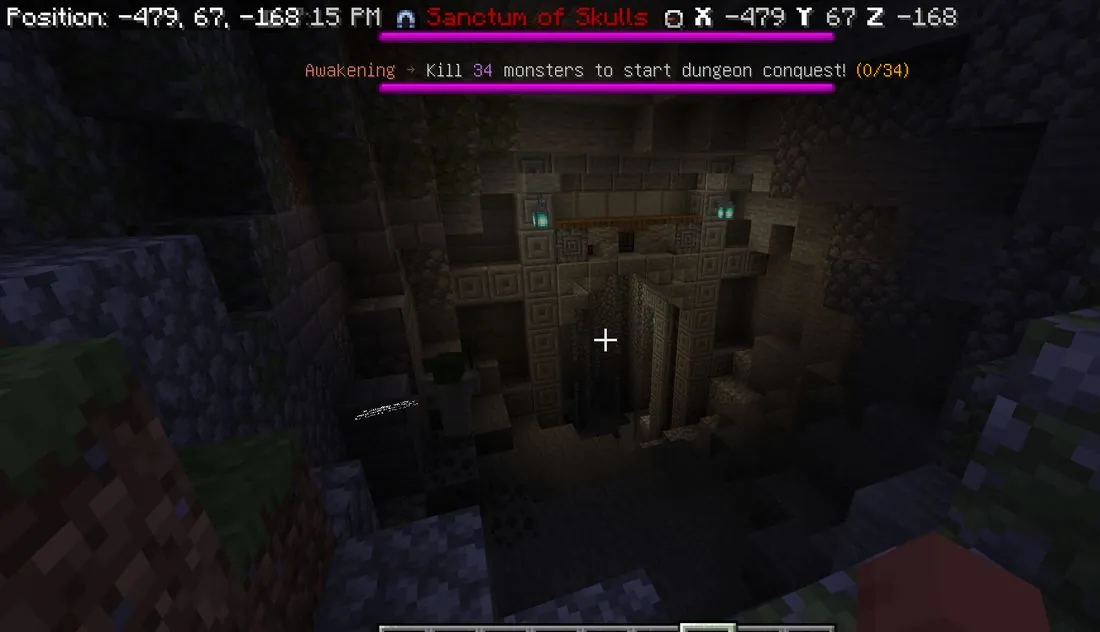 Position: -479, 67, -168:15 PM Sanctum of Skulls X -479 Y 67 Z -168
Awakening → Kill 34 monsters to start dungeon conquest! (0/34)